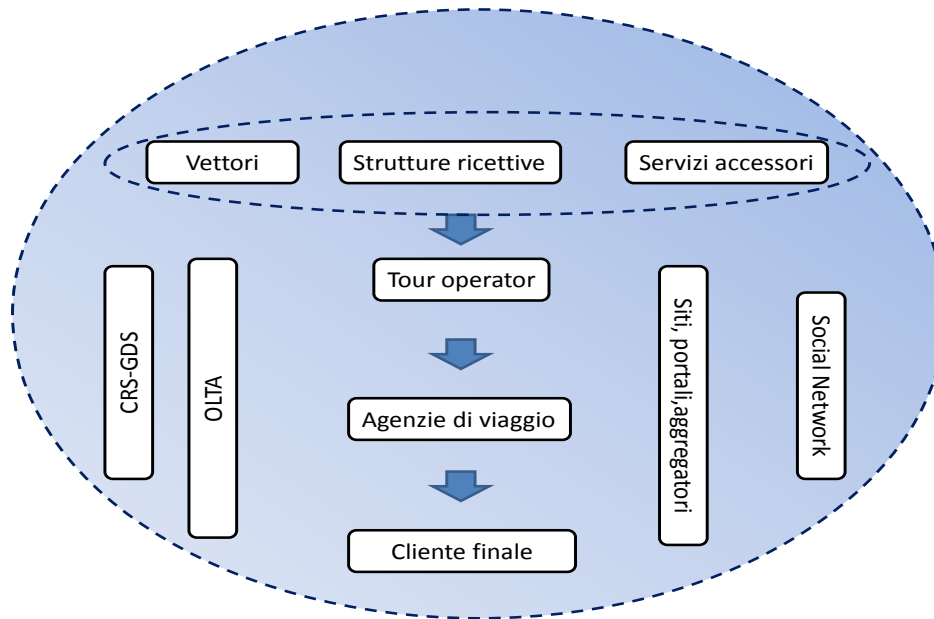 Vettori
Strutture ricettive
Servizi accessori
Tour operator
CRS-GDS
OLTA
Siti, portali,aggregatori
Social Network
Agenzie di viaggio
Cliente finale